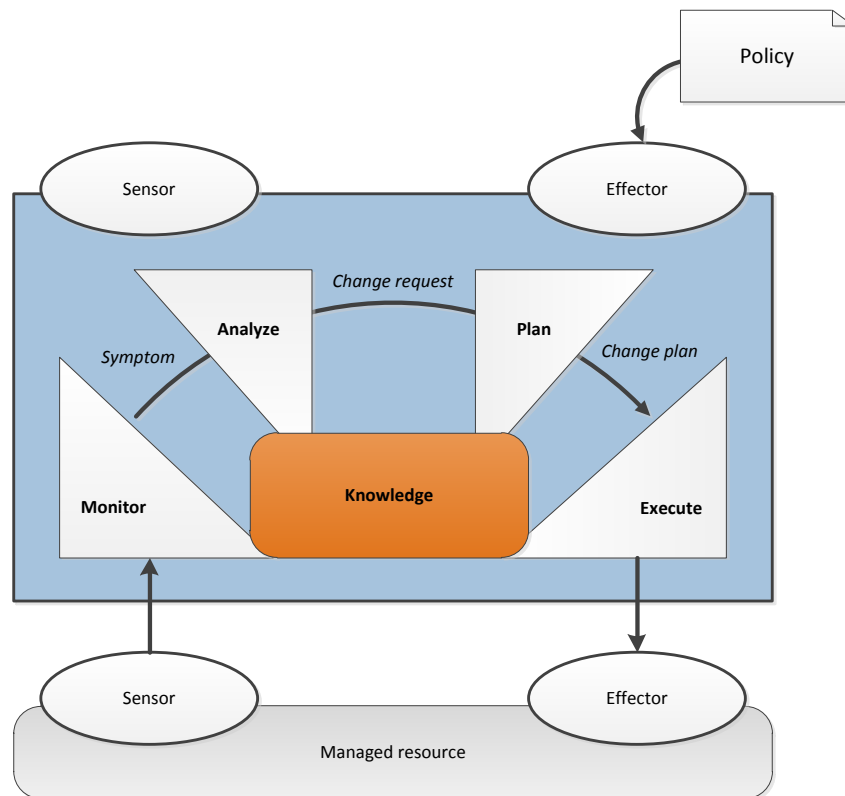 Policy
Sensor
Effector
Change request
Analyze
Plan
Symptom
Change plan
Knowledge
Monitor
Execute
Sensor
Effector
Managed resource